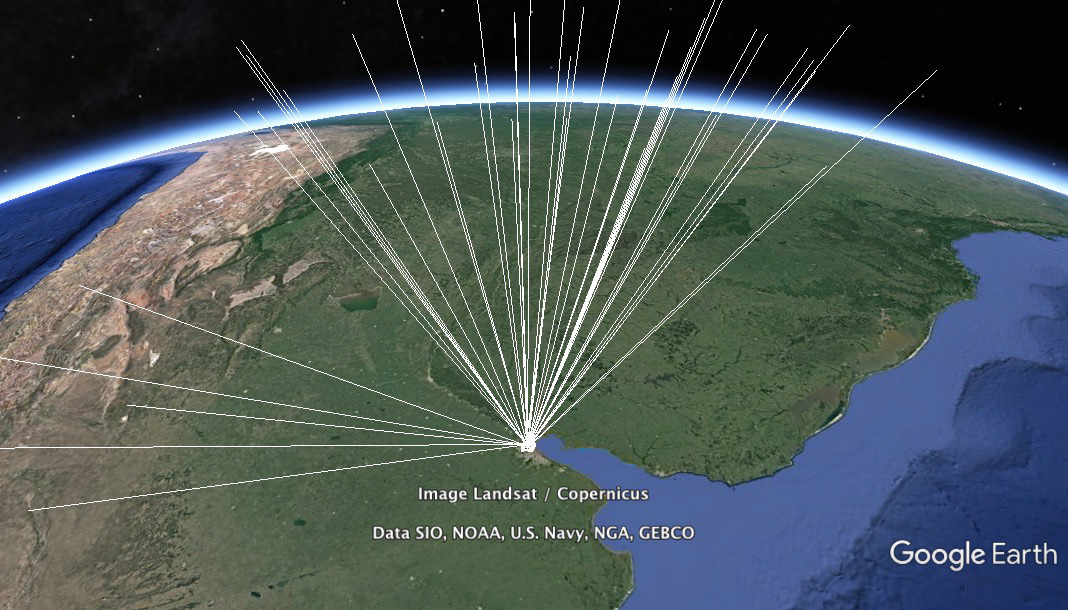 Image Landsat / Copernicus
Data SIO, NOAA, U.S. Navy, NGA, GEBCO
Google Earth